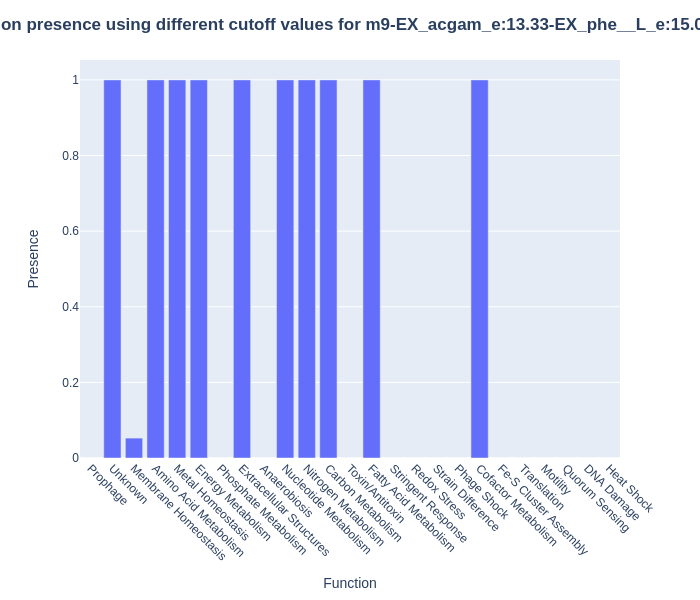 on presence using different cutoff values for m9-EX_acgam_e:13.33-EX_phe__L_e:15.0
Presence
1
0.8
0.6
0.4
0.2
0
Prophage
Unknown
Membrane Homeostasis
Amino Acid Metabolism
Metal Homeostasis
Energy Metabolism
Phosphate Metabolism
Extracellular Structures
Anaerobiosis
Nucleotide Metabolism
Nitrogen Metabolism
Carbon Metabolism
Toxin/Antitoxin
Fatty Acid Metabolism
Stringent Response
Redox Stress
Strain Difference
Phage Shock
Cofactor Metabolism
Fe-S Cluster Assembly
Translation
Motility
Quorum Sensing
DNA Damage
Heat Shock
Function